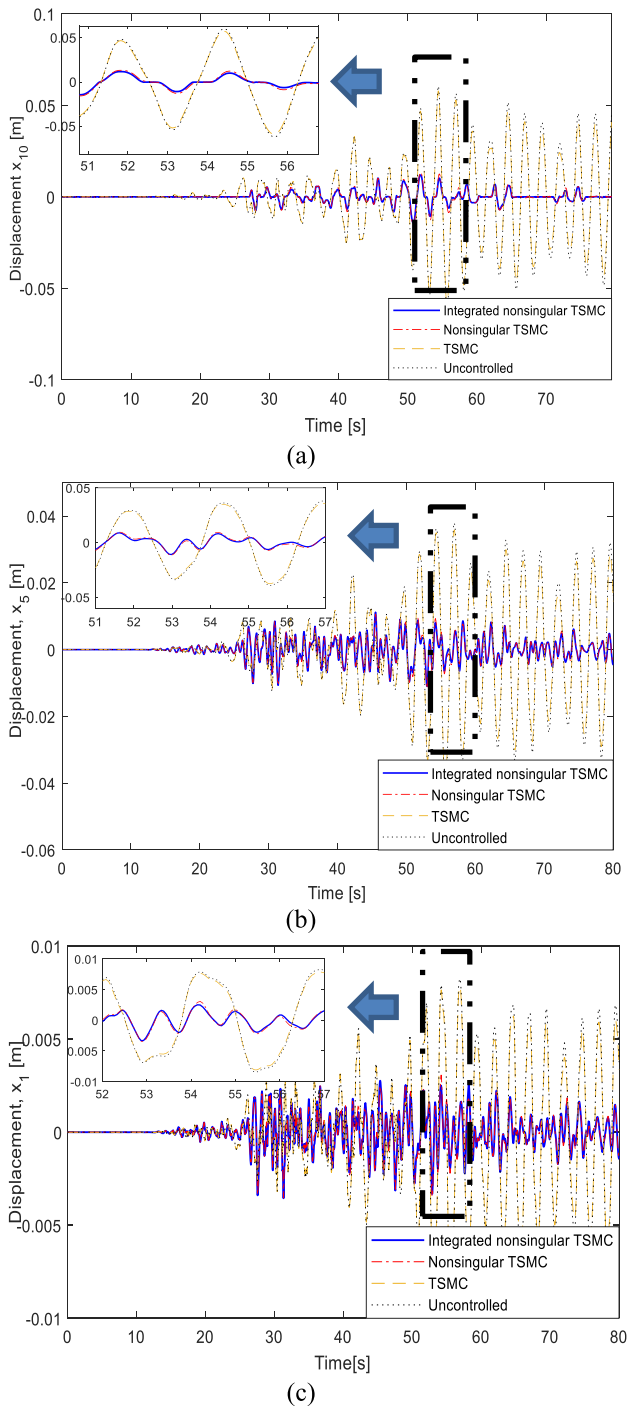 0.1
0.05
0
-0.05
-0.1
Displacement x10 [m]
0.05
0
-0.05
51 52 53 54 55 56
Integrated nonsingular TSMC
Nonsingular TSMC
TSMC
Uncontrolled
0 10 20 30 40 50 60 70
Time [s]
(a)
0.04
0.02
0
-0.02
-0.04
-0.06
Displacement, x5 [m]
0.05
0
-0.05
51 52 53 54 55 56 57
Integrated nonsingular TSMC
Nonsingular TSMC
TSMC
Uncontrolled
0 10 20 30 40 50 60 70 80
Time [s]
(b)
0.01
0.005
0
-0.005
-0.01
Displacement, x1 [m]
0.01
0.005
0
-0.005
-0.01
52 53 54 55 56 57
Integrated nonsingular TSMC
Nonsingular TSMC
TSMC
Uncontrolled
0 10 20 30 40 50 60 70 80
Time[s]
(c)